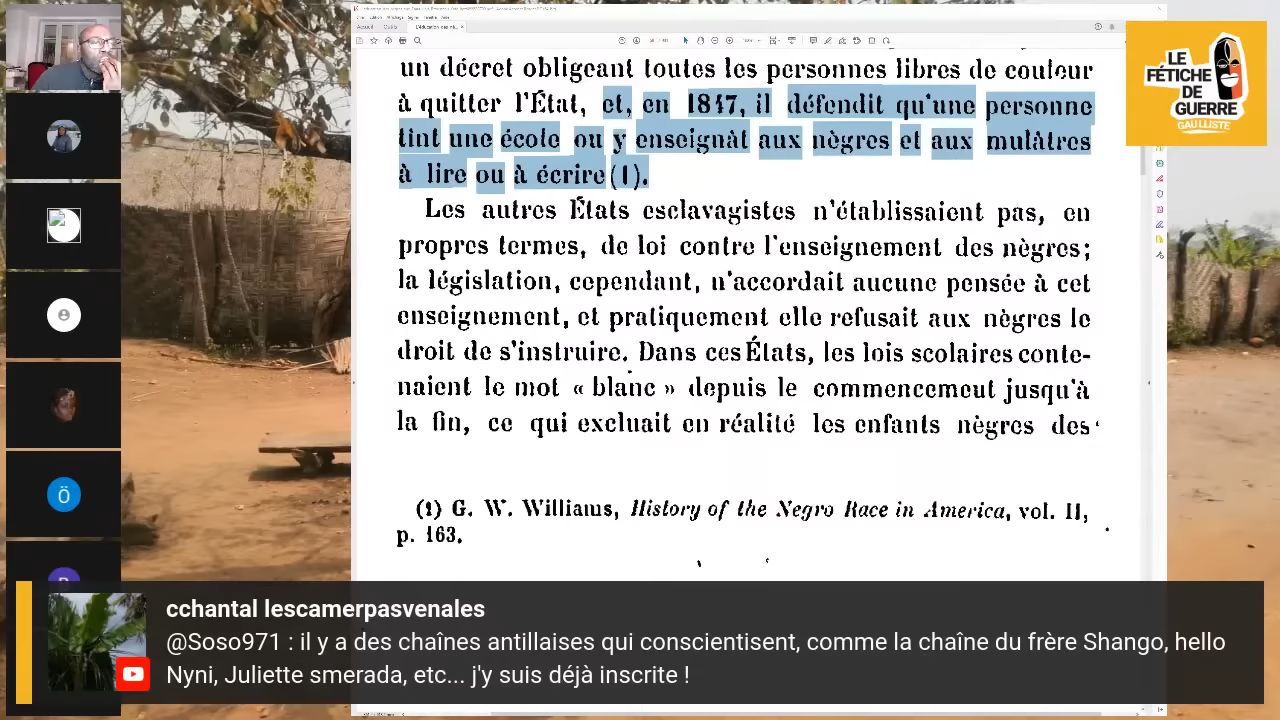 un décret obligeant toutes les personnes libres de couleur
à quitter l'État, et, en 1847, il défendit qu'une personne
tint une école ou y enseignât aux nègres et aux mulâtres
à lire ou à écrire (1).
Les autres États esclavagistes n'établissaient pas, en
propres termes, de loi contre l'enseignement des nègres;
la législation, cependant, n'accordait aucune pensée à cet
enseignement, et pratiquement elle refusait aux nègres le
droit de s'instruire. Dans ces États, les lois scolaires conte-
naient le mot « blanc » depuis le commencement jusqu'à
la fin, ce qui excluait en réalité les enfants nègres des
(1) G. W. Williams, History of the Negro Race in America, vol. II,
p. 163.
LE
FÉTICHE
DE
GUERRE
GAULLISTE
Ö
cchantal lescamerpasvenales
@Soso971 : il y a des chaînes antillaises qui conscientisent, comme la chaîne du frère Shango, hello
Nyni, Juliette smerada, etc... j'y suis déjà inscrite !